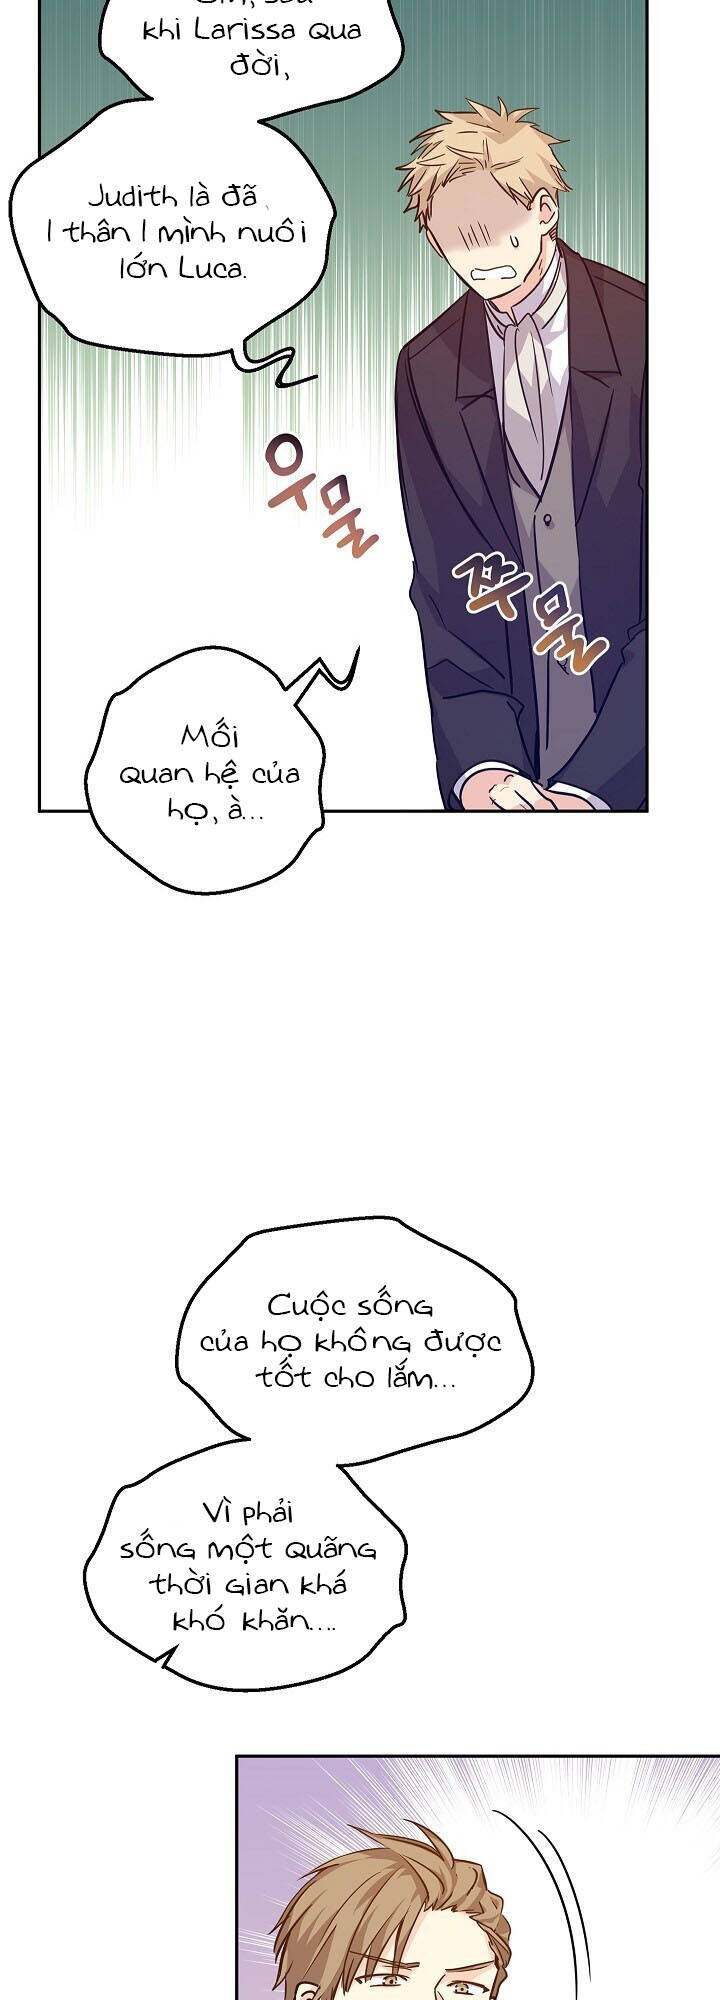 khi Larissa qua
đời,
Judith là đã
1 thân 1 mình nuôi
lớn Luca.
우물
쭈물
Mối
quan hệ của
họ, à...
Cuộc sống
của họ không được
tốt cho lắm...
Vì phải
sống một quãng
thời gian khá
khó khăn....